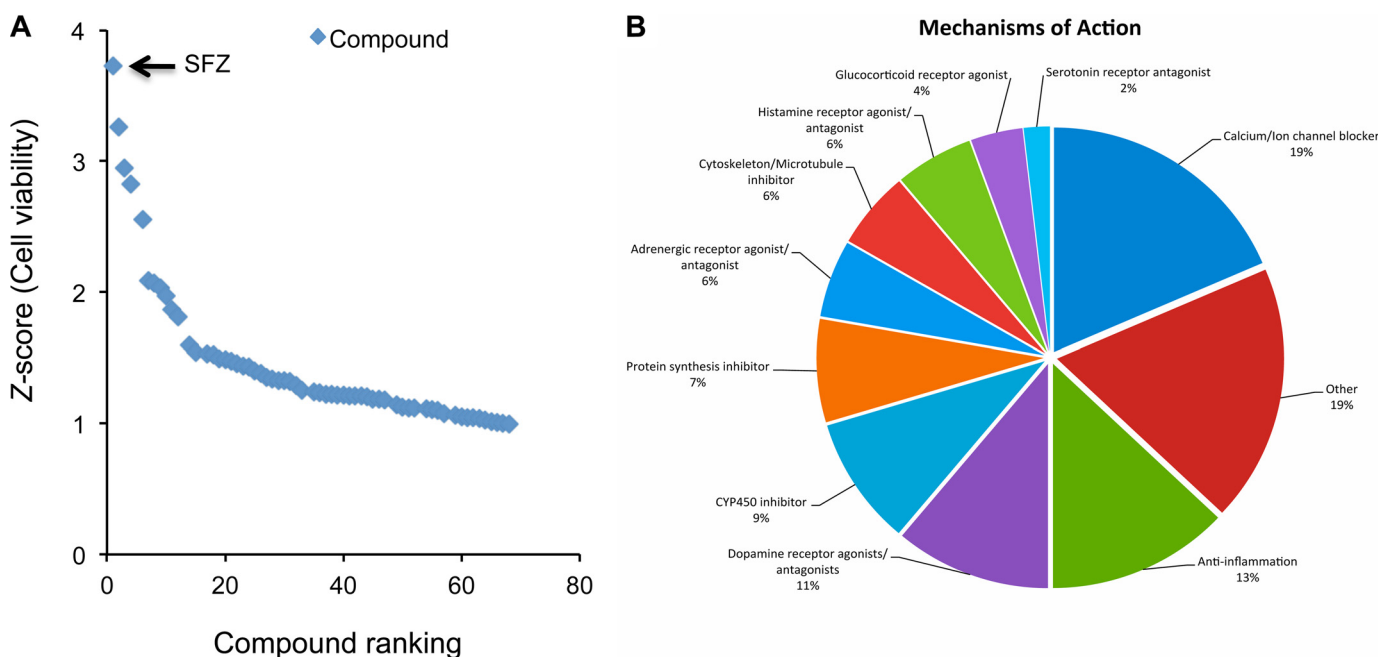 A
4
3
2
1
0
0
20
40
60
80
Z-score (Cell viability)
Compound ranking
Compound
SFZ
B
Mechanisms of Action
Serotonin receptor antagonist
2%
Calcium/Ion channel blocker
19%
Other
19%
Anti-inflammation
13%
Dopamine receptor agonists/
antagonists
11%
CYP450 inhibitor
9%
Protein synthesis inhibitor
7%
Adrenergic receptor agonist/
antagonist
6%
Cytoskeleton/Microtubule
inhibitor
6%
Histamine receptor agonist/
antagonist
6%
Glucocorticoid receptor agonist
4%